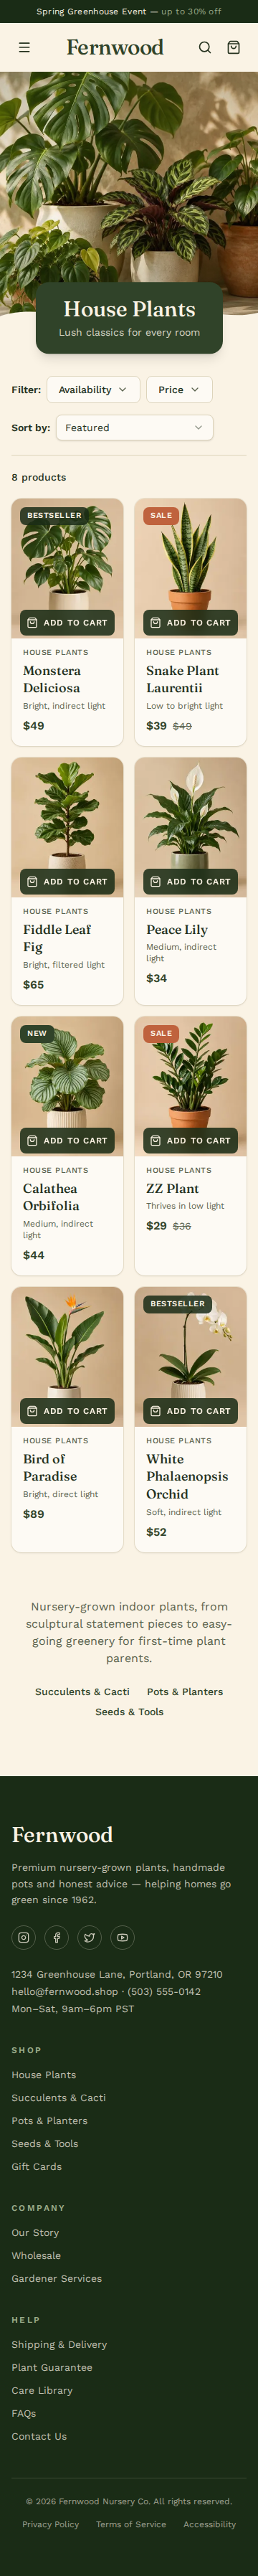 Spring Greenhouse Event — up to 30% off
Fernwood
House Plants
Lush classics for every room
Filter: Availability Price
Sort by: Featured
8 products
BESTSELLER
ADD TO CART
HOUSE PLANTS
Monstera
Deliciosa
Bright, indirect light
$49
SALE
ADD TO CART
HOUSE PLANTS
Snake Plant
Laurentii
Low to bright light
$39 $49
ADD TO CART
HOUSE PLANTS
Fiddle Leaf
Fig
Bright, filtered light
$65
ADD TO CART
HOUSE PLANTS
Peace Lily
Medium, indirect
light
$34
NEW
ADD TO CART
HOUSE PLANTS
Calathea
Orbifolia
Medium, indirect
light
$44
SALE
ADD TO CART
HOUSE PLANTS
ZZ Plant
Thrives in low light
$29 $36
ADD TO CART
HOUSE PLANTS
Bird of
Paradise
Bright, direct light
$89
BESTSELLER
ADD TO CART
HOUSE PLANTS
White
Phalaenopsis
Orchid
Soft, indirect light
$52
Nursery-grown indoor plants, from
sculptural statement pieces to easy-
going greenery for first-time plant
parents.
Succulents & Cacti Pots & Planters
Seeds & Tools
Fernwood
Premium nursery-grown plants, handmade
pots and honest advice — helping homes go
green since 1962.
1234 Greenhouse Lane, Portland, OR 97210
hello@fernwood.shop · (503) 555-0142
Mon–Sat, 9am–6pm PST
SHOP
House Plants
Succulents & Cacti
Pots & Planters
Seeds & Tools
Gift Cards
COMPANY
Our Story
Wholesale
Gardener Services
HELP
Shipping & Delivery
Plant Guarantee
Care Library
FAQs
Contact Us
© 2026 Fernwood Nursery Co. All rights reserved.
Privacy Policy Terms of Service Accessibility